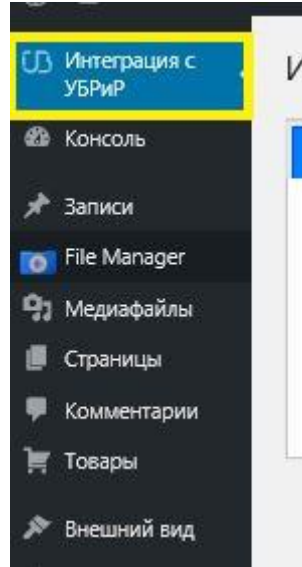 Интеграция с
УБРиР
Консоль
Записи
File Manager
Медиафайлы
Страницы
Комментарии
Товары
Внешний вид